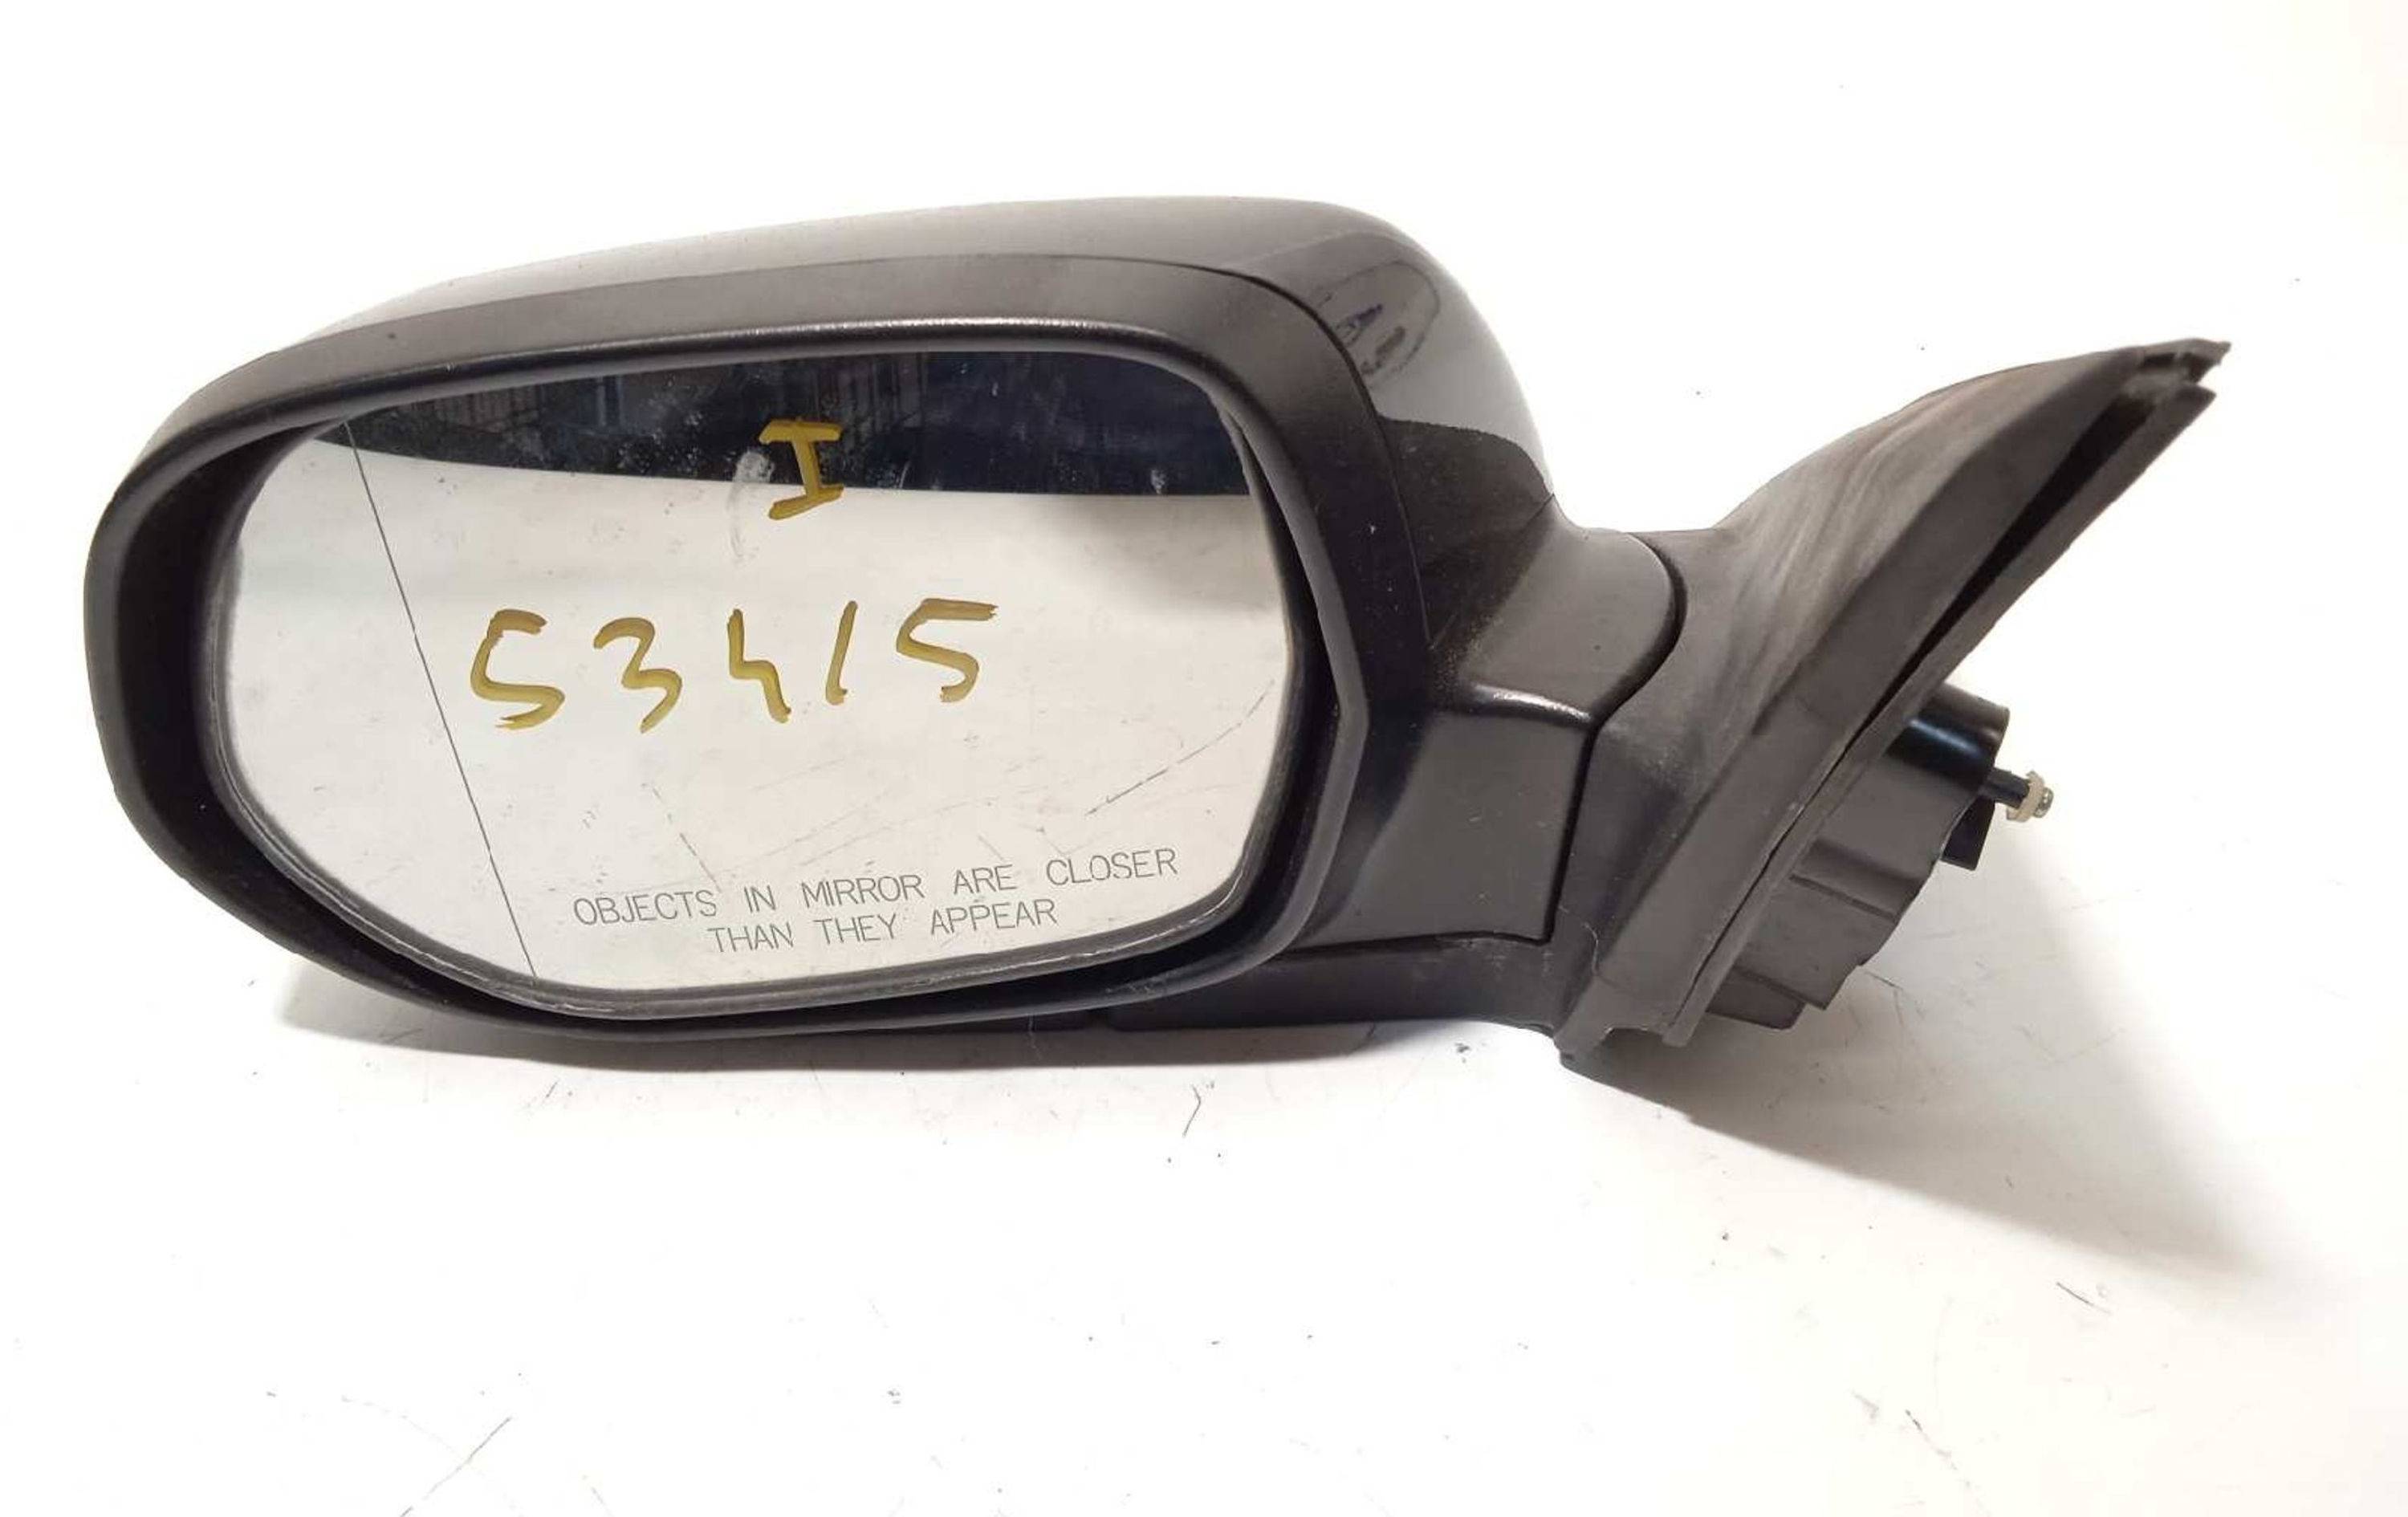 I
53415
OBJECTS IN MIRROR ARE CLOSER
THAN THEY APPEAR